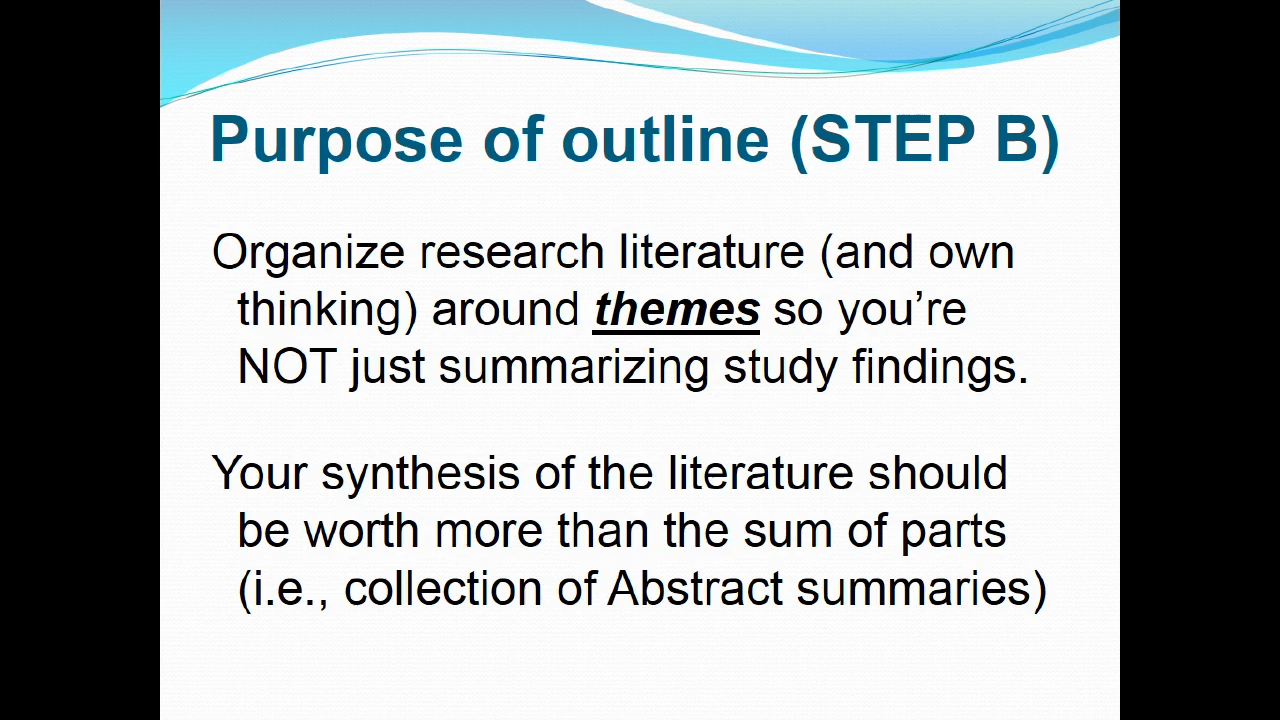 Purpose of outline (STEP B)
Organize research literature (and own
thinking) around themes so you’re
NOT just summarizing study findings.
Your synthesis of the literature should
be worth more than the sum of parts
(i.e., collection of Abstract summaries)